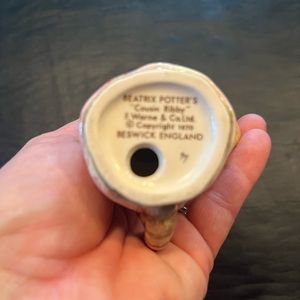 BEATRIX POTTER'S
"Cousin Ribby"
F. Warne & Co. Ltd.
© Copyright 1970
BESWICK ENGLAND